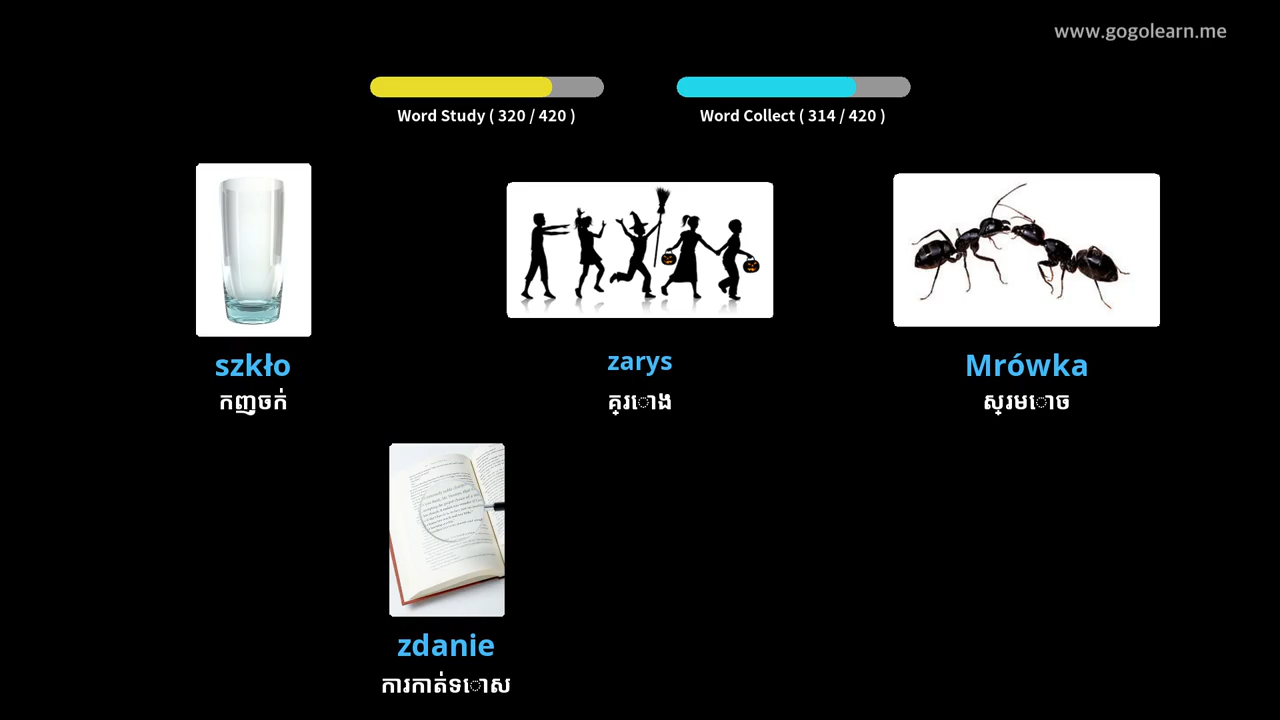 www.gogolearn.me
Word Study ( 320 / 420 )
Word Collect ( 314 / 420 )
szkło
zarys
Mrówka
កញ្ចក់
គ្រោង
ស្រមោច
zdanie
ការកាត់ទោស